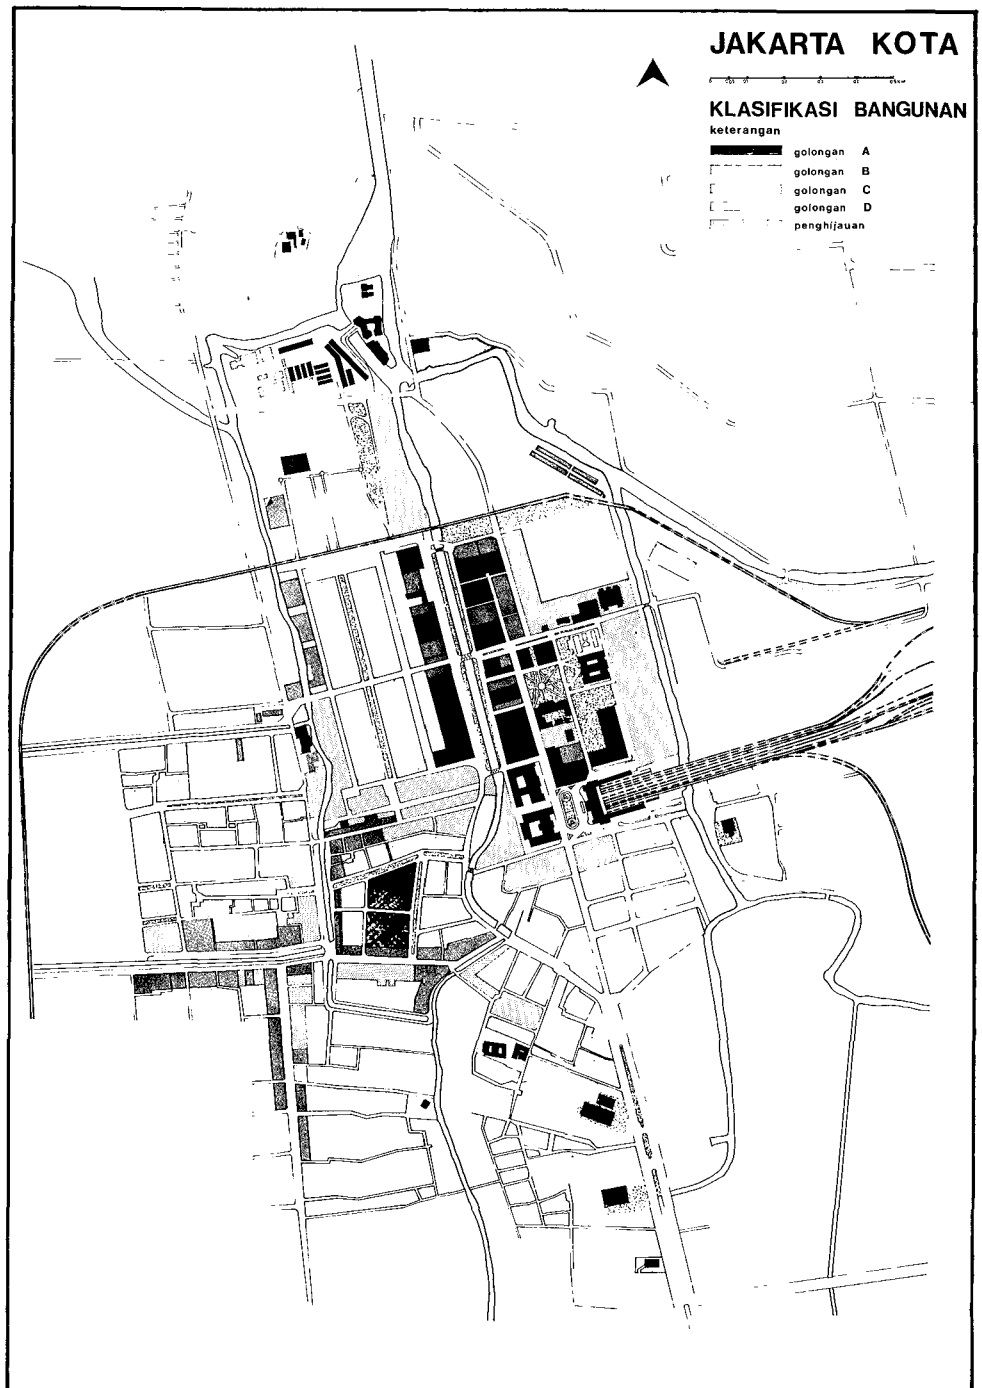 JAKARTA KOTA
KLASIFIKASI BANGUNAN
keterangan
golongan A
golongan B
golongan C
golongan D
penghijauan